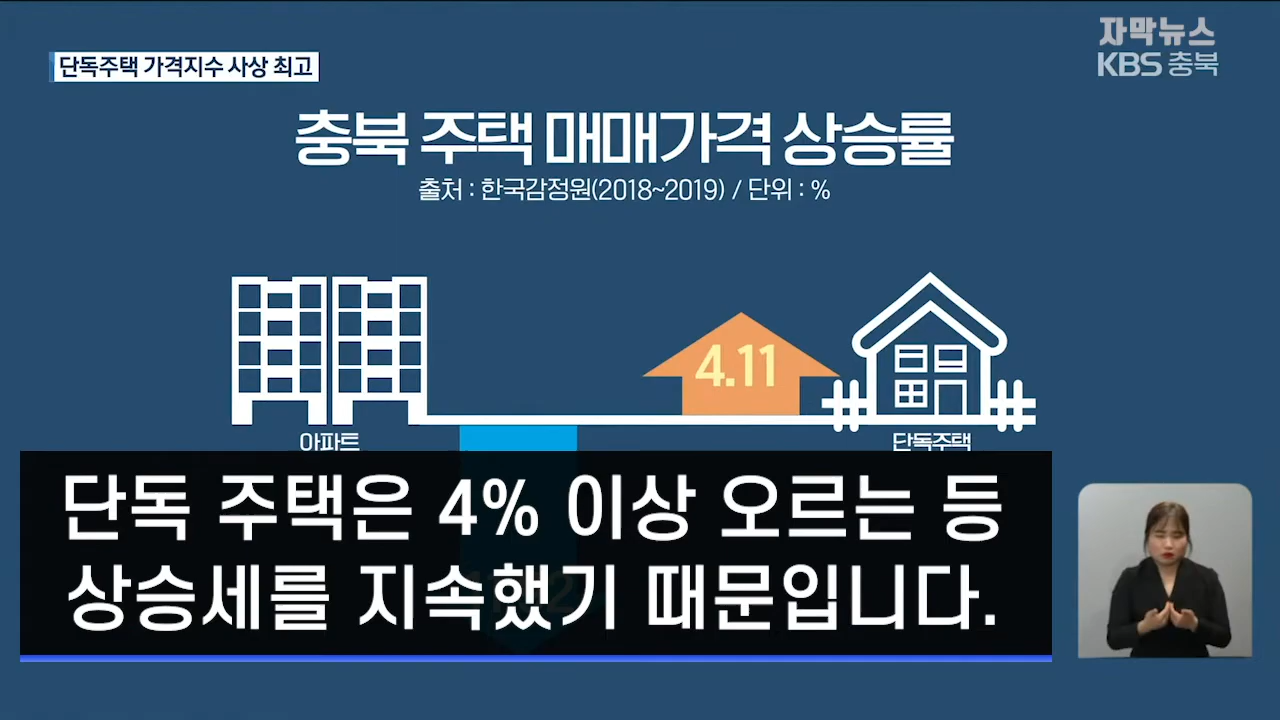 자막뉴스
KBS 충북
단독주택 가격지수 사상 최고
충북 주택 매매가격 상승률
출처 : 한국감정원(2018~2019) / 단위 : %
4.11
아파트
단독주택
단독 주택은 4% 이상 오르는 등
상승세를 지속했기 때문입니다.